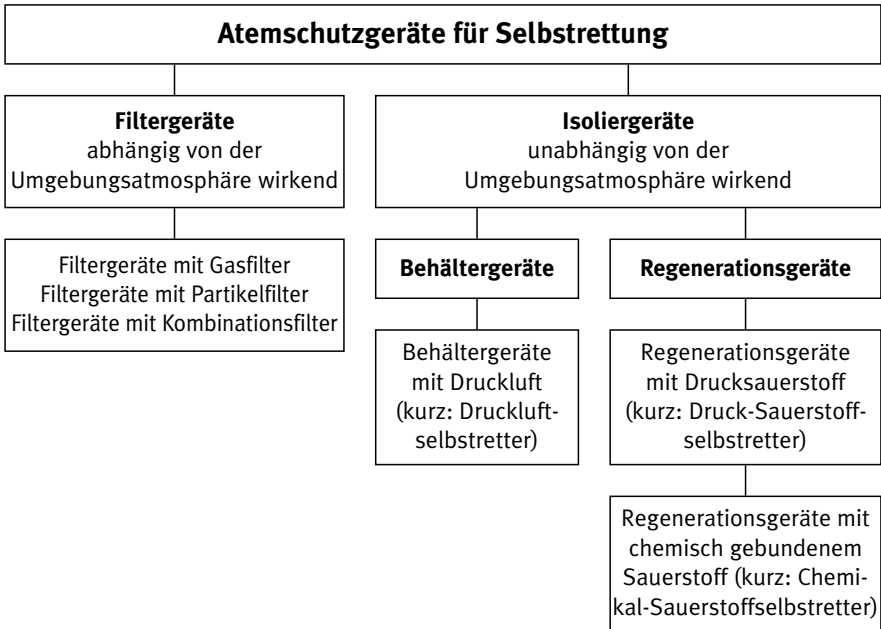 Atemschutzgeräte für Selbstrettung
Filtergeräte
abhängig von der
Umgebungsatmosphäre wirkend
Isoliergeräte
unabhängig von der
Umgebungsatmosphäre wirkend
Filtergeräte mit Gasfilter
Filtergeräte mit Partikelfilter
Filtergeräte mit Kombinationsfilter
Behältergeräte
Regenerationsgeräte
Behältergeräte
mit Druckluft
(kurz: Druckluft-
selbstretter)
Regenerationsgeräte
mit Drucksauerstoff
(kurz: Druck-Sauerstoff-
selbstretter)
Regenerationsgeräte mit
chemisch gebundenem
Sauerstoff (kurz: Chemi-
kal-Sauerstoffselbstretter)